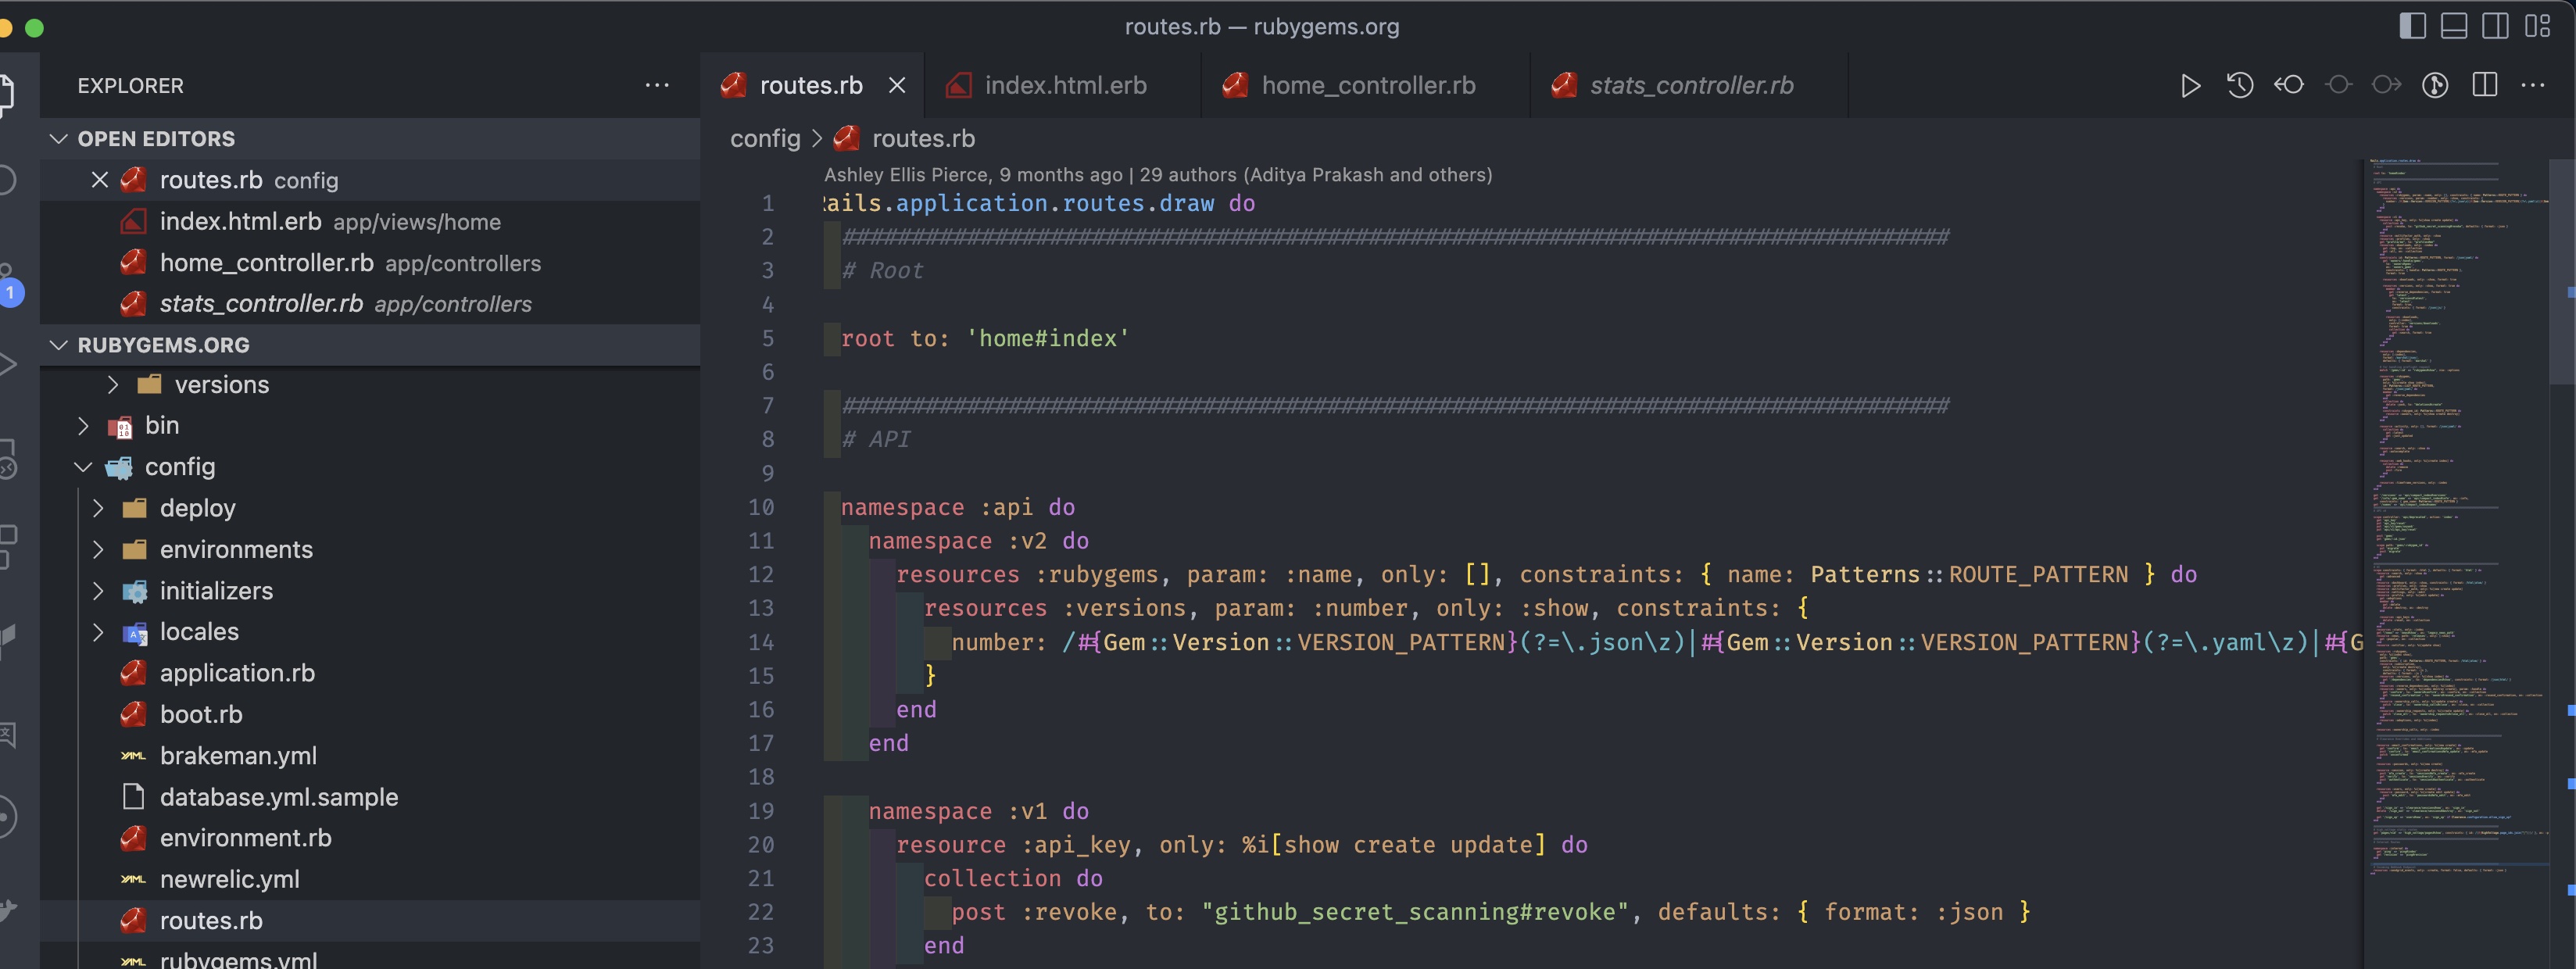 routes.rb — rubygems.org
EXPLORER
OPEN EDITORS
routes.rb config
index.html.erb app/views/home
home_controller.rb app/controllers
stats_controller.rb app/controllers
RUBYGEMS.ORG
versions
bin
config
deploy
environments
initializers
locales
application.rb
boot.rb
brakeman.yml
database.yml.sample
environment.rb
newrelic.yml
routes.rb
rubygems.yml
1
routes.rb index.html.erb home_controller.rb stats_controller.rb
config > routes.rb
Ashley Ellis Pierce, 9 months ago | 29 authors (Aditya Prakash and others)
1 Rails.application.routes.draw do
2 ################################################################################
3 # Root
4
5 root to: 'home#index'
6
7 ################################################################################
8 # API
9
10 namespace :api do
11 namespace :v2 do
12 resources :rubygems, param: :name, only: [], constraints: { name: Patterns::ROUTE_PATTERN } do
13 resources :versions, param: :number, only: :show, constraints: {
14 number: /#{Gem::Version::VERSION_PATTERN}(?=\.json\z)|#{Gem::Version::VERSION_PATTERN}(?=\.yaml\z)|#{G
15 }
16 end
17 end
18
19 namespace :v1 do
20 resource :api_key, only: %i[show create update] do
21 collection do
22 post :revoke, to: "github_secret_scanning#revoke", defaults: { format: :json }
23 end